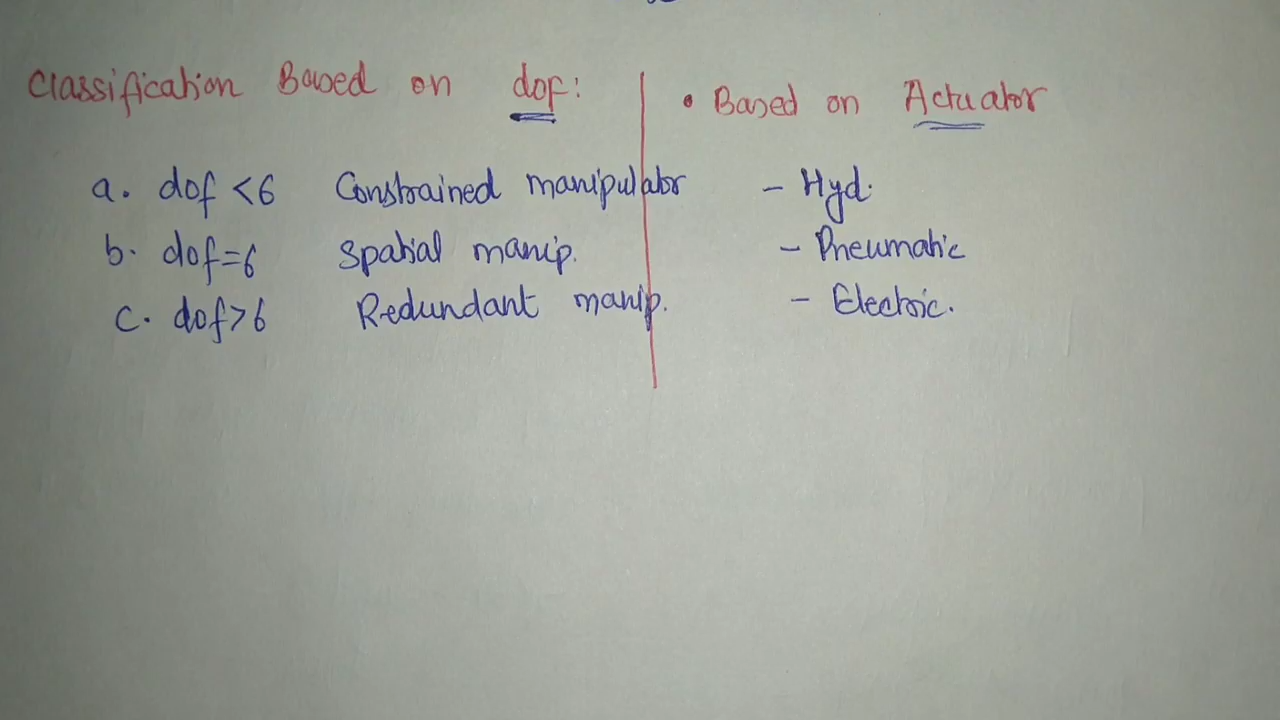 Classification Based on dof:
a. dof <6 Constrained manipulator
b. dof=6 Spatial manip.
c. dof>6 Redundant manip.
• Based on Actuator
- Hyd.
- Pneumatic
- Electric.